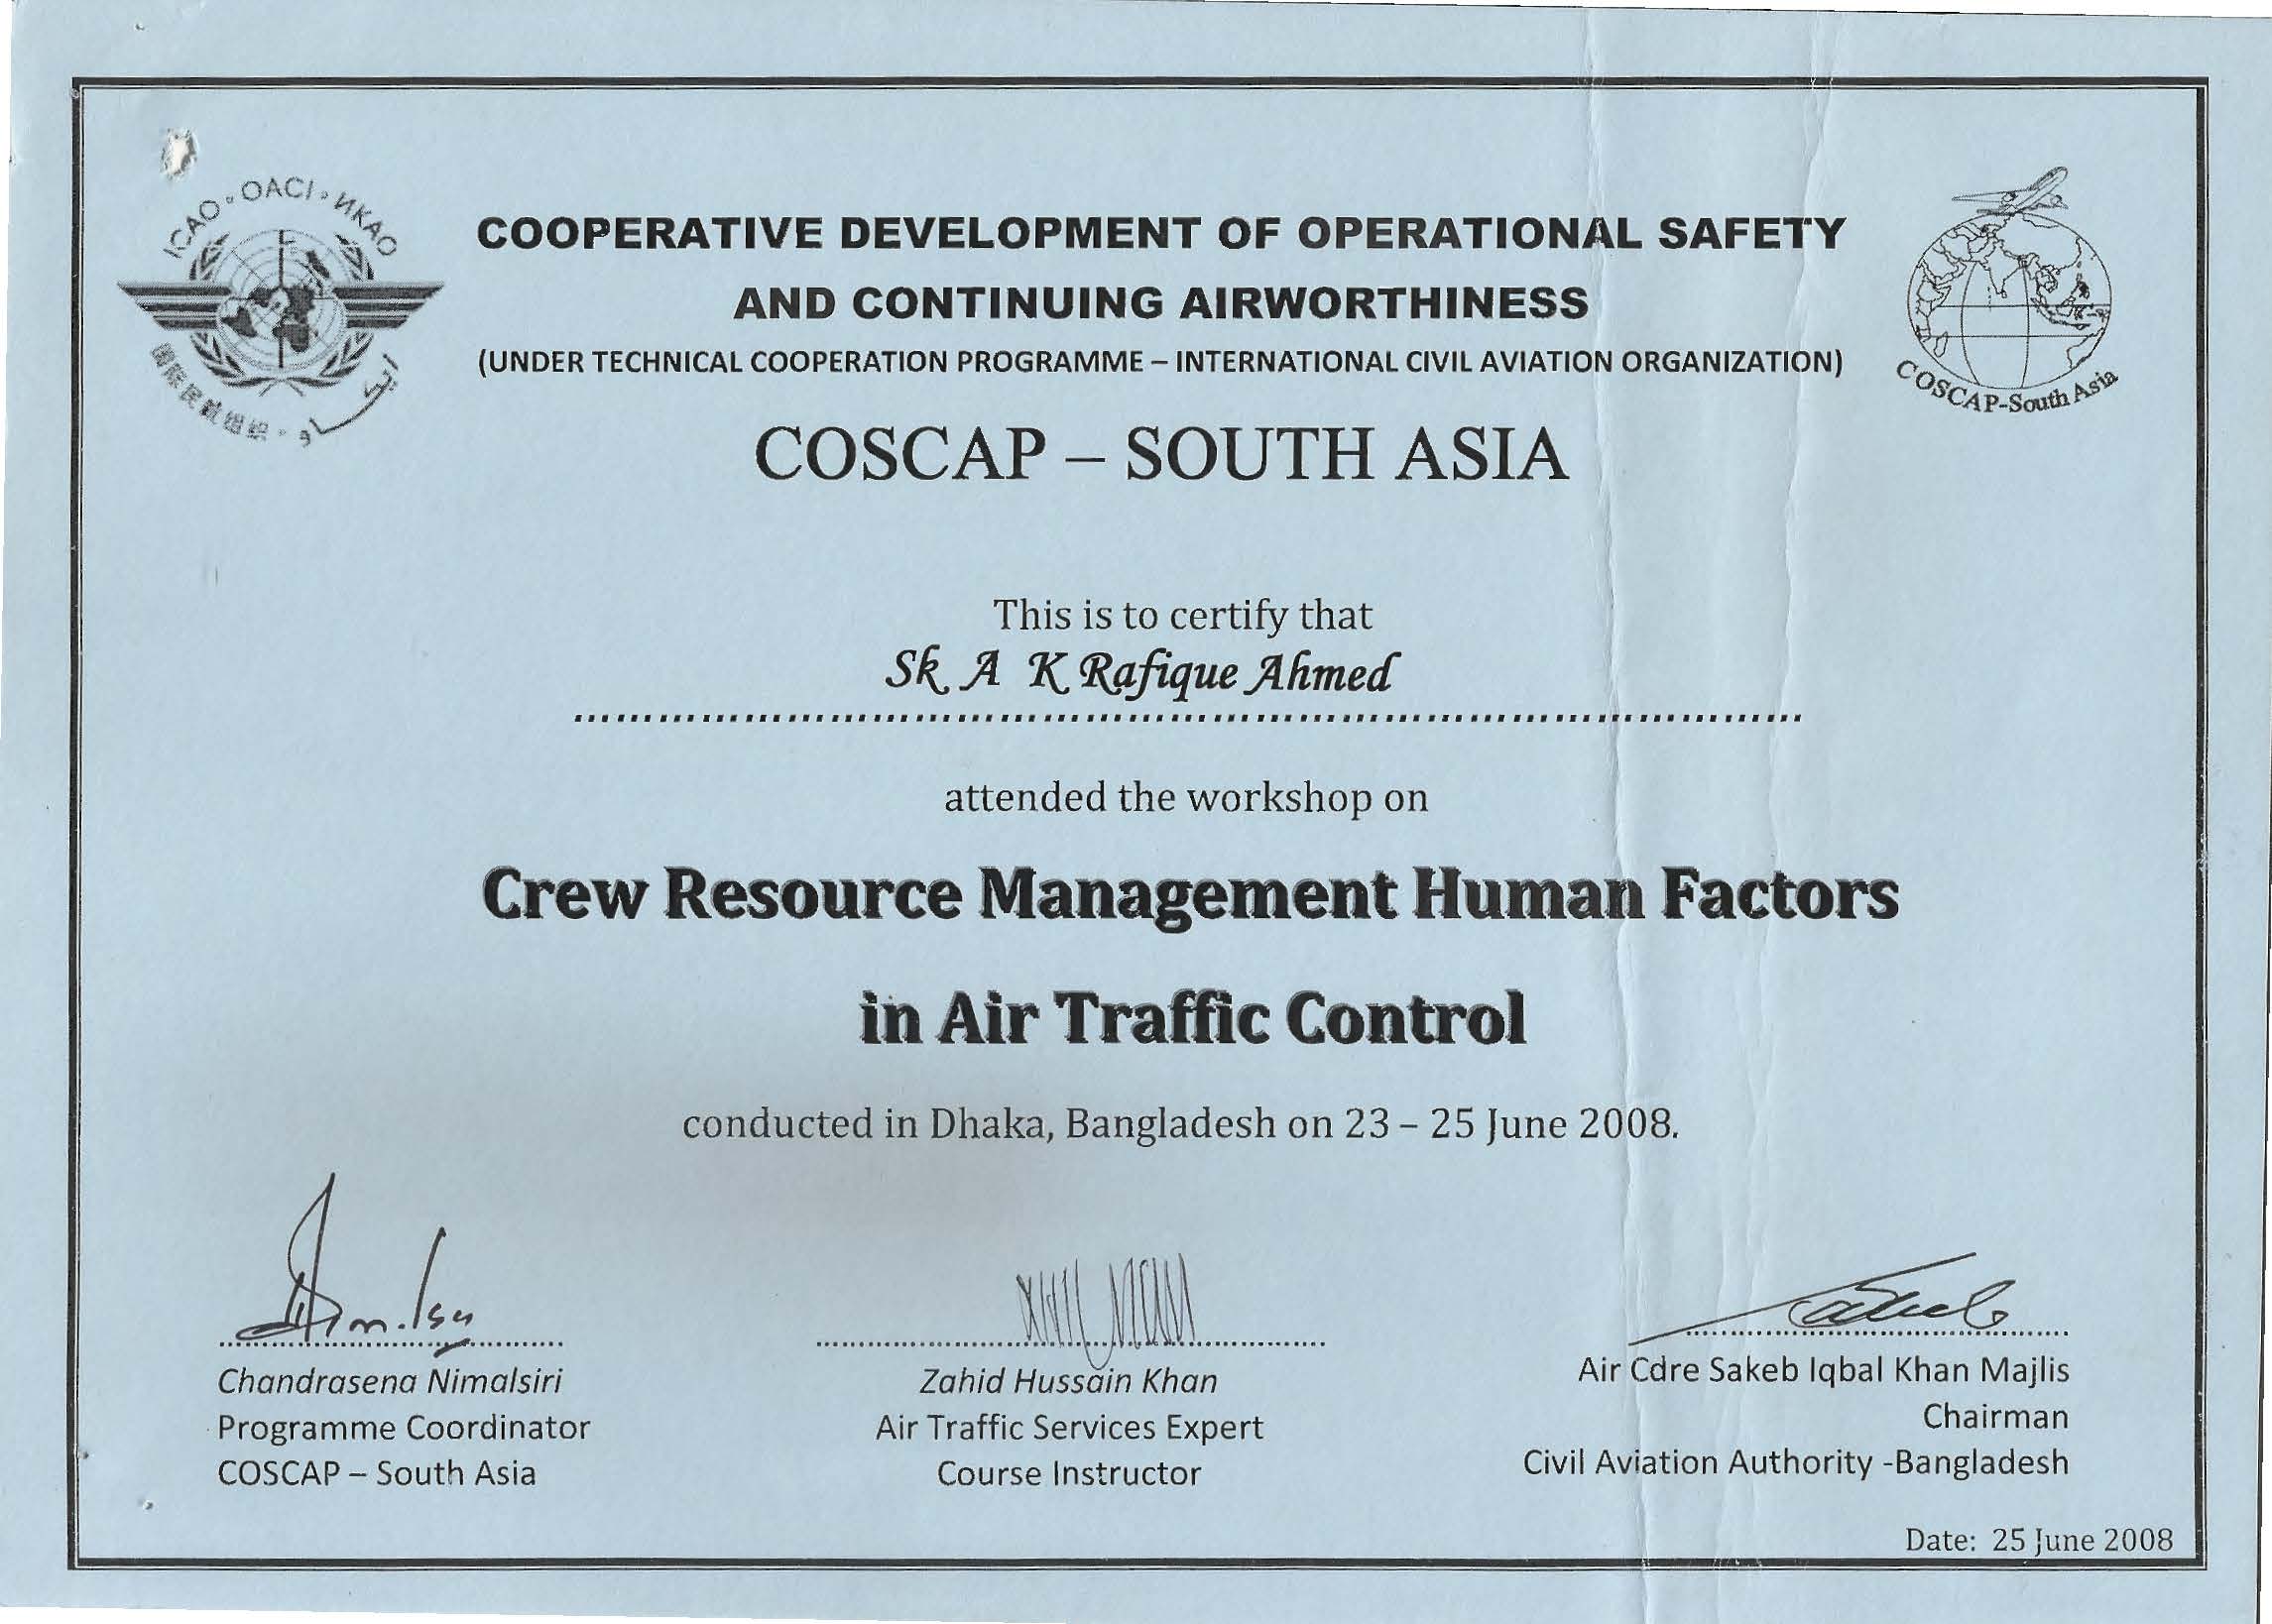 ICAO · OACI · ИКАО
国际民航组织 · ايكاو
COOPERATIVE DEVELOPMENT OF OPERATIONAL SAFETY
AND CONTINUING AIRWORTHINESS
(UNDER TECHNICAL COOPERATION PROGRAMME – INTERNATIONAL CIVIL AVIATION ORGANIZATION)
COSCAP – SOUTH ASIA
COSCAP-South Asia
This is to certify that
Sk A K Rafique Ahmed
attended the workshop on
Crew Resource Management Human Factors
in Air Traffic Control
conducted in Dhaka, Bangladesh on 23 – 25 June 2008.
Chandrasena Nimalsiri
Programme Coordinator
COSCAP – South Asia
Zahid Hussain Khan
Air Traffic Services Expert
Course Instructor
Air Cdre Sakeb Iqbal Khan Majlis
Chairman
Civil Aviation Authority -Bangladesh
Date: 25 June 2008